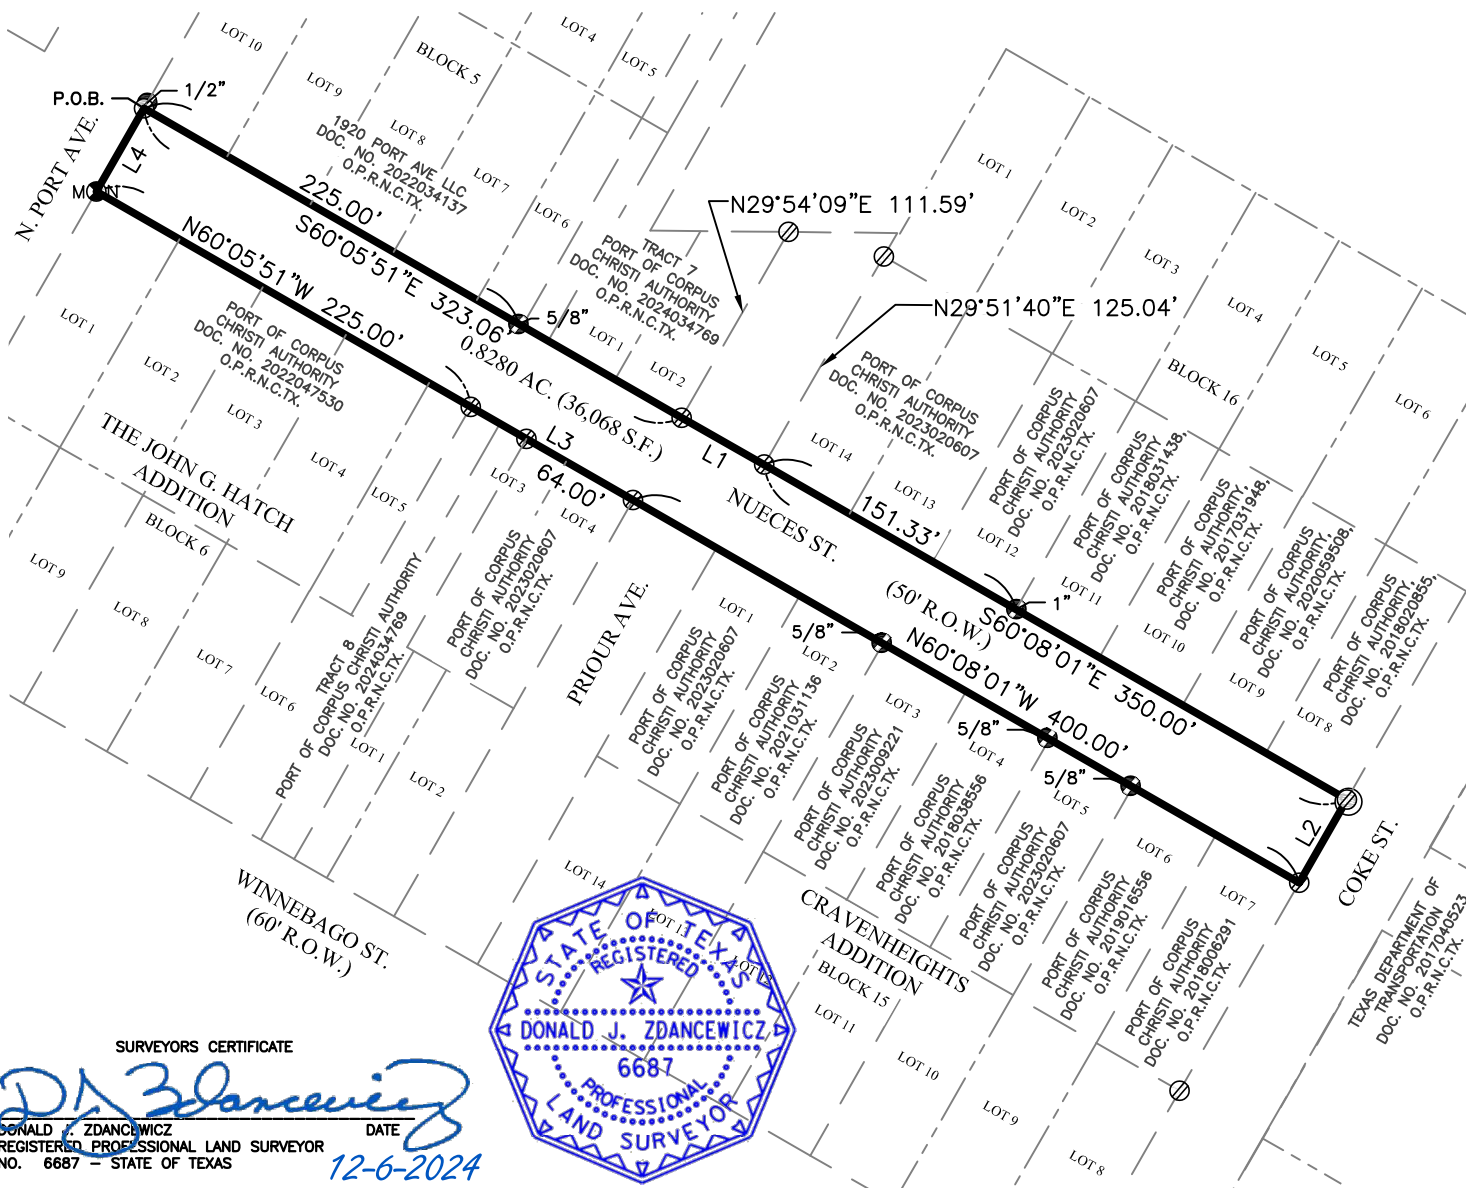 LOT 10
BLOCK 5
LOT 4
LOT 5
LOT 9
LOT 8
LOT 7
LOT 6
P.O.B.
1/2"
N. PORT AVE.
L4
1920 PORT AVE LLC
DOC. NO. 2022034137
O.P.R.N.C.TX.
225.00'
S60°05'51"E 323.06'
N60°05'51"W 225.00'
5/8"
0.8280 AC. (36,068 S.F.)
TRACT 7
PORT OF CORPUS
CHRISTI AUTHORITY
DOC. NO. 2024034769
O.P.R.N.C.TX.
LOT 1
LOT 2
N29°54'09"E 111.59'
N29°51'40"E 125.04'
LOT 1
LOT 2
LOT 3
LOT 4
LOT 5
LOT 6
BLOCK 16
PORT OF CORPUS
CHRISTI AUTHORITY
DOC. NO. 2023020607
O.P.R.N.C.TX.
LOT 14
LOT 13
PORT OF CORPUS
CHRISTI AUTHORITY
DOC. NO. 2023020607
O.P.R.N.C.TX.
LOT 12
PORT OF CORPUS
CHRISTI AUTHORITY
DOC. NO. 2018031438,
O.P.R.N.C.TX.
LOT 11
PORT OF CORPUS
CHRISTI AUTHORITY,
DOC. NO. 2017031948,
O.P.R.N.C.TX.
LOT 10
PORT OF CORPUS
CHRISTI AUTHORITY,
DOC. NO. 2020059508,
O.P.R.N.C.TX.
LOT 9
PORT OF CORPUS
CHRISTI AUTHORITY,
DOC. NO. 2018020855,
O.P.R.N.C.TX.
LOT 8
LOT 1
LOT 2
LOT 3
LOT 4
LOT 5
PORT OF CORPUS
CHRISTI AUTHORITY
DOC. NO. 2022047530
O.P.R.N.C.TX.
THE JOHN G. HATCH
ADDITION
BLOCK 6
LOT 9
LOT 8
LOT 7
LOT 6
L3
64.00'
L1
151.33'
NUECES ST.
(50' R.O.W.)
1"
S60°08'01"E 350.00'
N60°08'01"W 400.00'
5/8"
5/8"
5/8"
L2
COKE ST.
LOT 3
LOT 4
TRACT 8
PORT OF CORPUS CHRISTI AUTHORITY
DOC. NO. 2024034769
O.P.R.N.C.TX.
PORT OF CORPUS
CHRISTI AUTHORITY
DOC. NO. 2023020607
O.P.R.N.C.TX.
LOT 1
LOT 2
PRIOUR AVE.
LOT 1
PORT OF CORPUS
CHRISTI AUTHORITY
DOC. NO. 2023020607
O.P.R.N.C.TX.
LOT 2
PORT OF CORPUS
CHRISTI AUTHORITY
DOC. NO. 2021031136
O.P.R.N.C.TX.
LOT 3
PORT OF CORPUS
CHRISTI AUTHORITY
DOC. NO. 2023009221
O.P.R.N.C.TX.
LOT 4
PORT OF CORPUS
CHRISTI AUTHORITY
DOC. NO. 2018038556
O.P.R.N.C.TX.
LOT 5
PORT OF CORPUS
CHRISTI AUTHORITY
DOC. NO. 2023020607
O.P.R.N.C.TX.
LOT 6
PORT OF CORPUS
CHRISTI AUTHORITY
DOC. NO. 2019016556
O.P.R.N.C.TX.
LOT 7
PORT OF CORPUS
CHRISTI AUTHORITY
DOC. NO. 2018006291
O.P.R.N.C.TX.
TEXAS DEPARTMENT OF
TRANSPORTATION
DOC. NO. 2017040523
O.P.R.N.C.TX.
WINNEBAGO ST.
(60' R.O.W.)
CRAVENHEIGHTS
ADDITION
BLOCK 15
LOT 14
LOT 13
LOT 12
LOT 11
LOT 10
LOT 9
LOT 8
STATE OF TEXAS
REGISTERED
DONALD J. ZDANCEWICZ
6687
PROFESSIONAL
LAND SURVEYOR
SURVEYORS CERTIFICATE
DONALD J. ZDANCEWICZ DATE
REGISTERED PROFESSIONAL LAND SURVEYOR
NO. 6687 – STATE OF TEXAS
12-6-2024